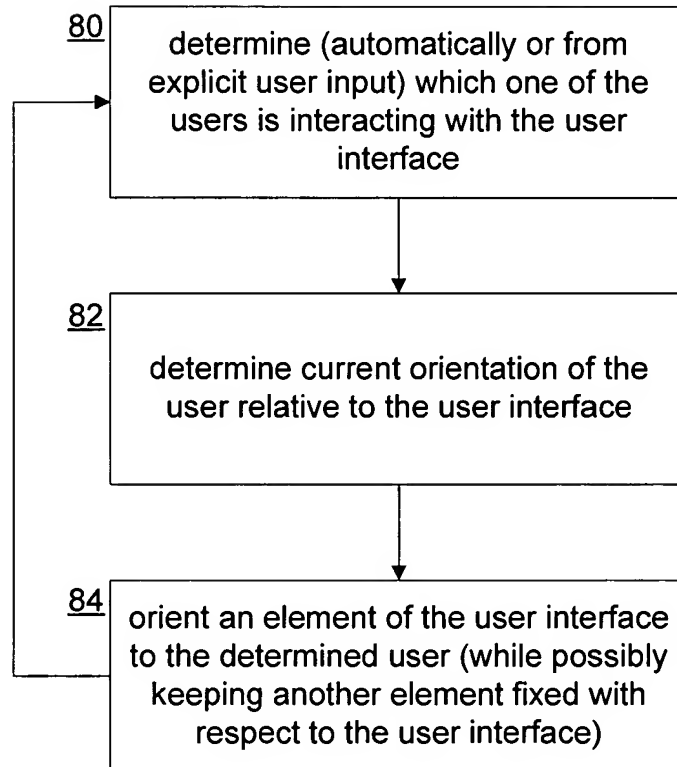 80
determine (automatically or from
explicit user input) which one of the
users is interacting with the user
interface
82
determine current orientation of the
user relative to the user interface
84
orient an element of the user interface
to the determined user (while possibly
keeping another element fixed with
respect to the user interface)